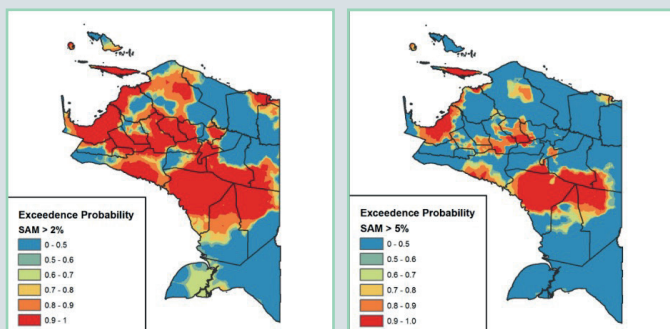 Exceedence Probability
SAM > 2%
0 - 0.5
0.5 - 0.6
0.6 - 0.7
0.7 - 0.8
0.8 - 0.9
0.9 - 1
Exceedence Probability
SAM > 5%
0 - 0.5
0.5 - 0.6
0.6 - 0.7
0.7 - 0.8
0.8 - 0.9
0.9 - 1.0